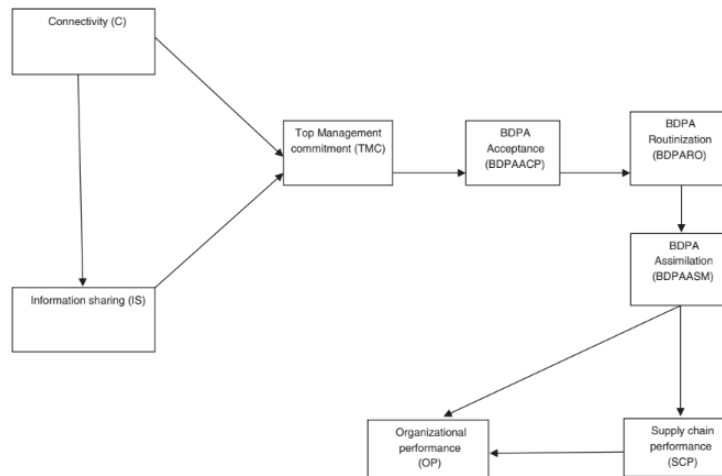 Connectivity (C)
Top Management
commitment (TMC)
BDPA
Acceptance
(BDPAACP)
BDPA
Routinization
(BDPARO)
BDPA
Assimilation
(BDPAASM)
Information sharing (IS)
Organizational
performance
(OP)
Supply chain
performance
(SCP)